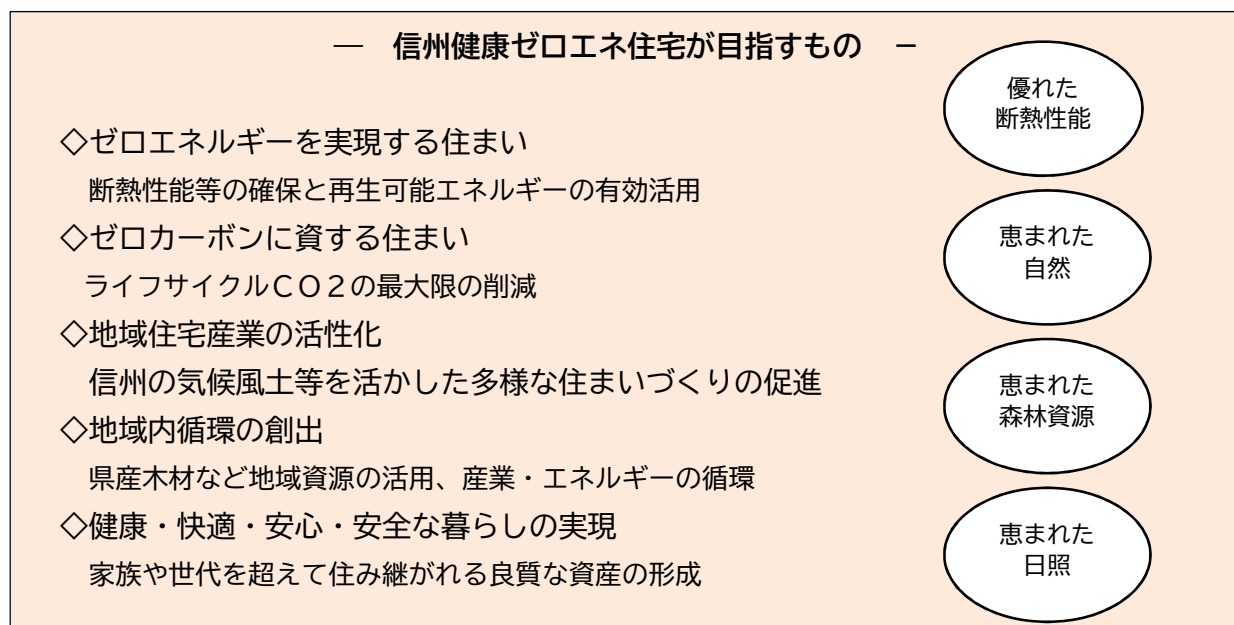 ― 信州健康ゼロエネ住宅が目指すもの －
◇ゼロエネルギーを実現する住まい
断熱性能等の確保と再生可能エネルギーの有効活用
◇ゼロカーボンに資する住まい
ライフサイクルＣＯ２の最大限の削減
◇地域住宅産業の活性化
信州の気候風土等を活かした多様な住まいづくりの促進
◇地域内循環の創出
県産木材など地域資源の活用、産業・エネルギーの循環
◇健康・快適・安心・安全な暮らしの実現
家族や世代を超えて住み継がれる良質な資産の形成
優れた
断熱性能
恵まれた
自然
恵まれた
森林資源
恵まれた
日照